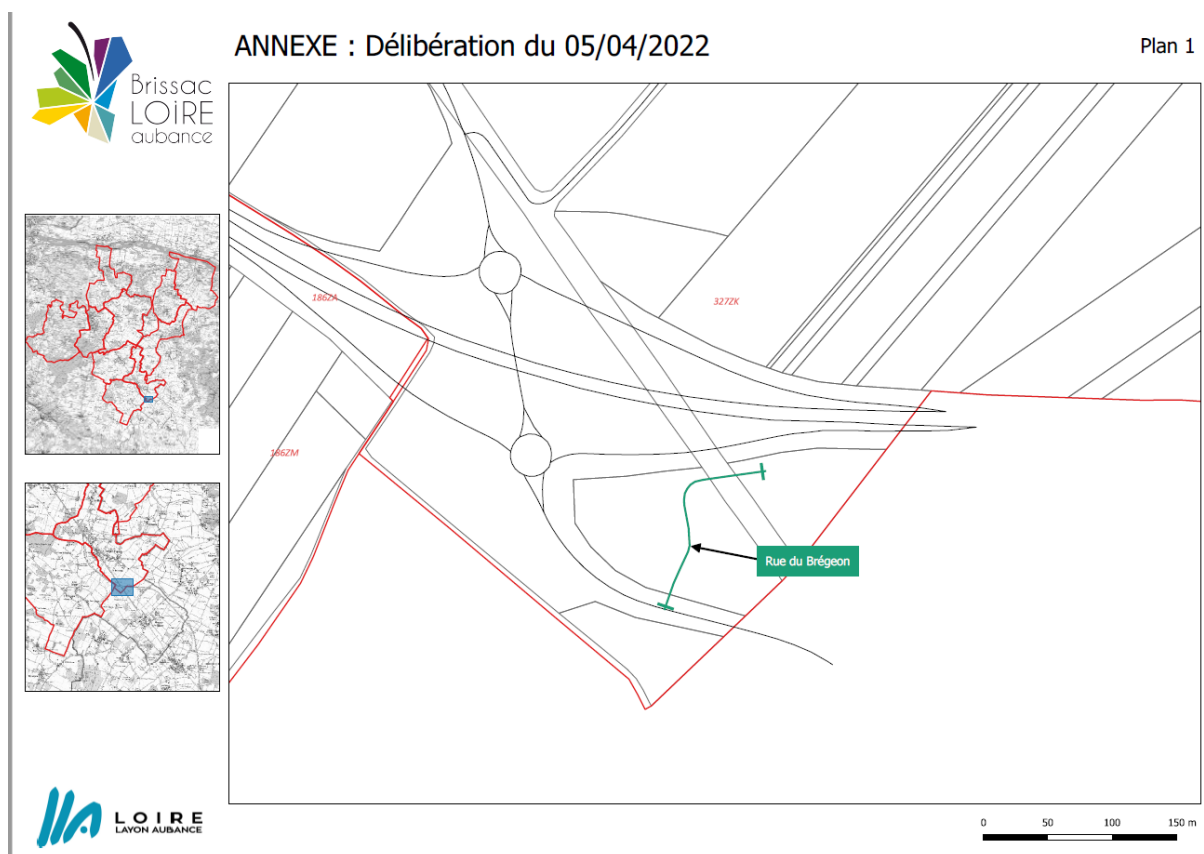 ANNEXE : Délibération du 05/04/2022
Plan 1
Brissac
LOiRE
aubance
186ZA
327ZK
186ZM
Rue du Brégeon
LOIRE
LAYON AUBANCE
0 50 100 150 m